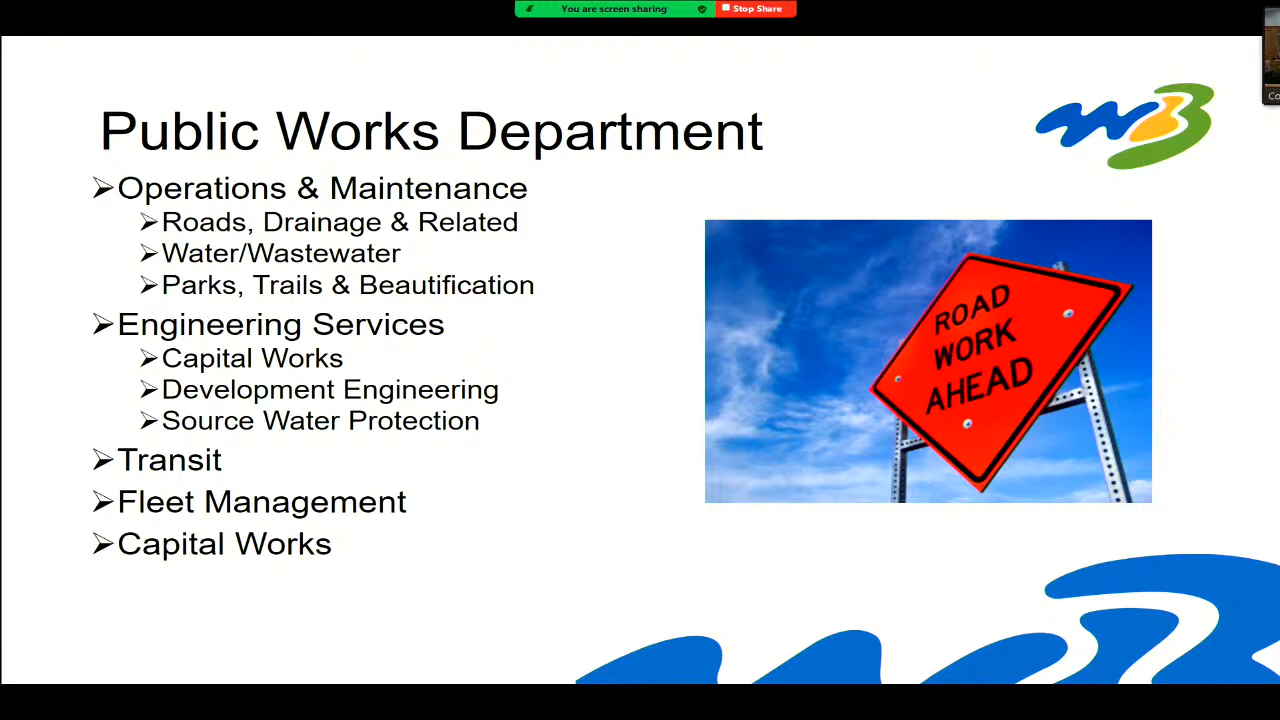 You are screen sharing
Stop Share
Co
Public Works Department
Operations & Maintenance
Roads, Drainage & Related
Water/Wastewater
Parks, Trails & Beautification
Engineering Services
Capital Works
Development Engineering
Source Water Protection
Transit
Fleet Management
Capital Works
ROAD
WORK
AHEAD